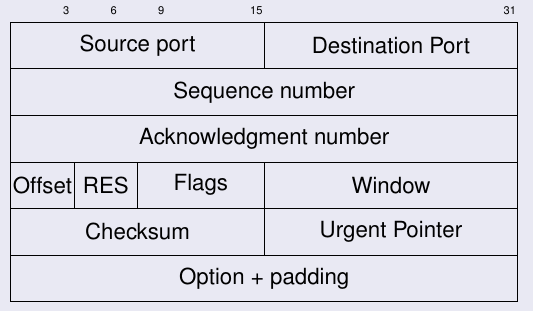 3 6 9 15 31
Source port Destination Port
Sequence number
Acknowledgment number
Offset RES Flags Window
Checksum Urgent Pointer
Option + padding